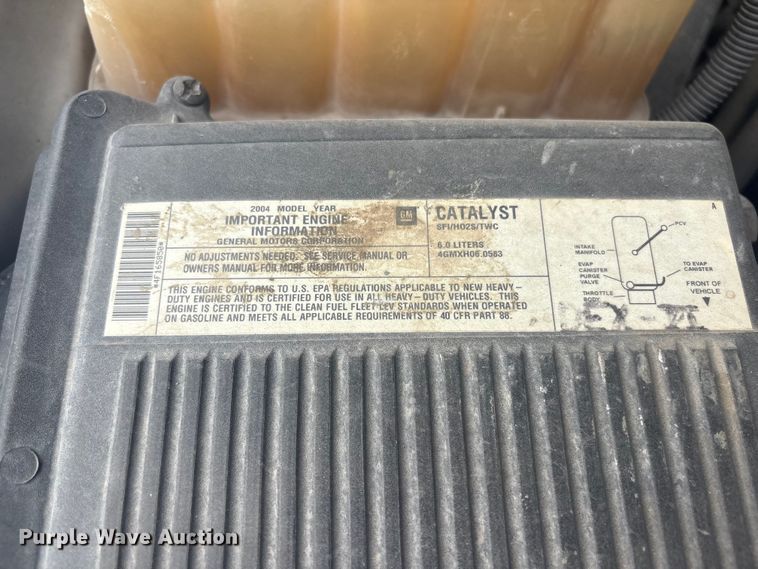 2004 MODEL YEAR
IMPORTANT ENGINE
INFORMATION
GENERAL MOTORS CORPORATION
NO ADJUSTMENTS NEEDED. SEE SERVICE MANUAL OR
OWNERS MANUAL FOR MORE INFORMATION.
GM
CATALYST
SFI/HO2S/TWC
6.0 LITERS
4GMXH06.0583
THIS ENGINE CONFORMS TO U.S. EPA REGULATIONS APPLICABLE TO NEW HEAVY-
DUTY ENGINES AND IS CERTIFIED FOR USE IN ALL HEAVY-DUTY VEHICLES. THIS
ENGINE IS CERTIFIED TO THE CLEAN FUEL FLEET LEV STANDARDS WHEN OPERATED
ON GASOLINE AND MEETS ALL APPLICABLE REQUIREMENTS OF 40 CFR PART 88.
A
PCV
INTAKE
MANIFOLD
EVAP
CANISTER
PURGE
VALVE
THROTTLE
BODY
TO EVAP
CANISTER
FRONT OF
VEHICLE
Purple Wave Auction